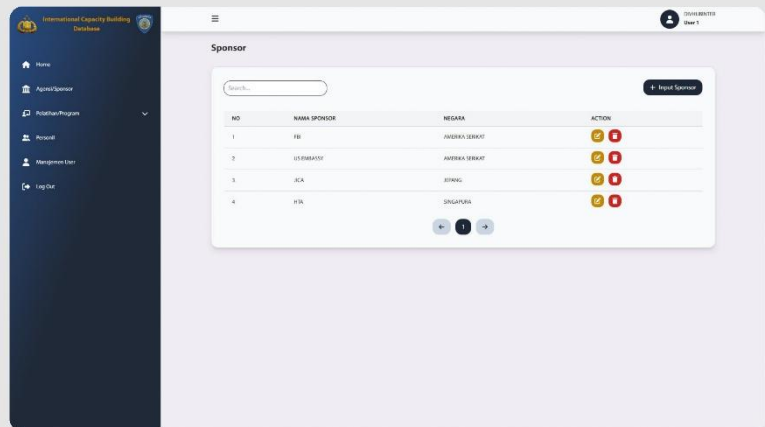 International Capacity Building
Database
DIVHUBINTER
User 1
Home
Agensi/Sponsor
Pelatihan/Program
Personil
Manajemen User
Log Out
Sponsor
Search...
+ Input Sponsor
NO NAMA SPONSOR NEGARA ACTION
1 FBI AMERIKA SERIKAT
2 US EMBASSY AMERIKA SERIKAT
3 JICA JEPANG
4 SINGAPURA
← 1 →